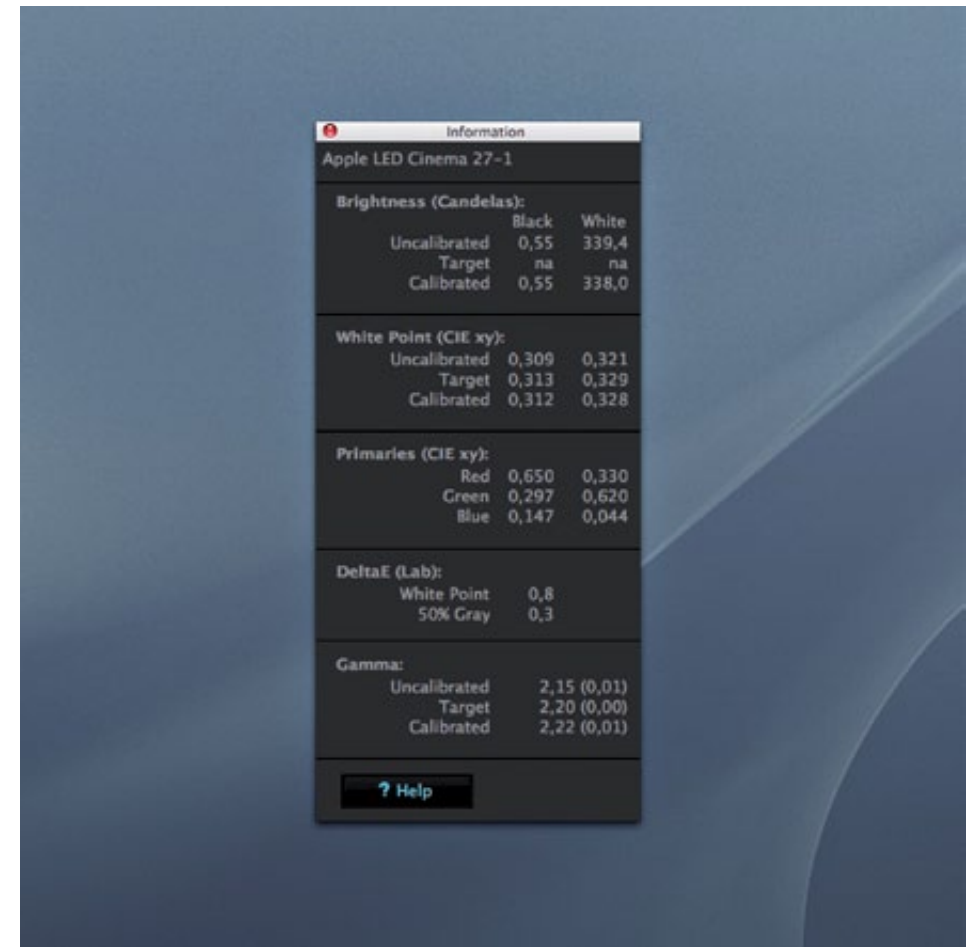 Information
Apple LED Cinema 27-1
Brightness (Candelas):
Black White
Uncalibrated 0,55 339,4
Target na na
Calibrated 0,55 338,0
White Point (CIE xy):
Uncalibrated 0,309 0,321
Target 0,313 0,329
Calibrated 0,312 0,328
Primaries (CIE xy):
Red 0,650 0,330
Green 0,297 0,620
Blue 0,147 0,044
DeltaE (Lab):
White Point 0,8
50% Gray 0,3
Gamma:
Uncalibrated 2,15 (0,01)
Target 2,20 (0,00)
Calibrated 2,22 (0,01)
? Help